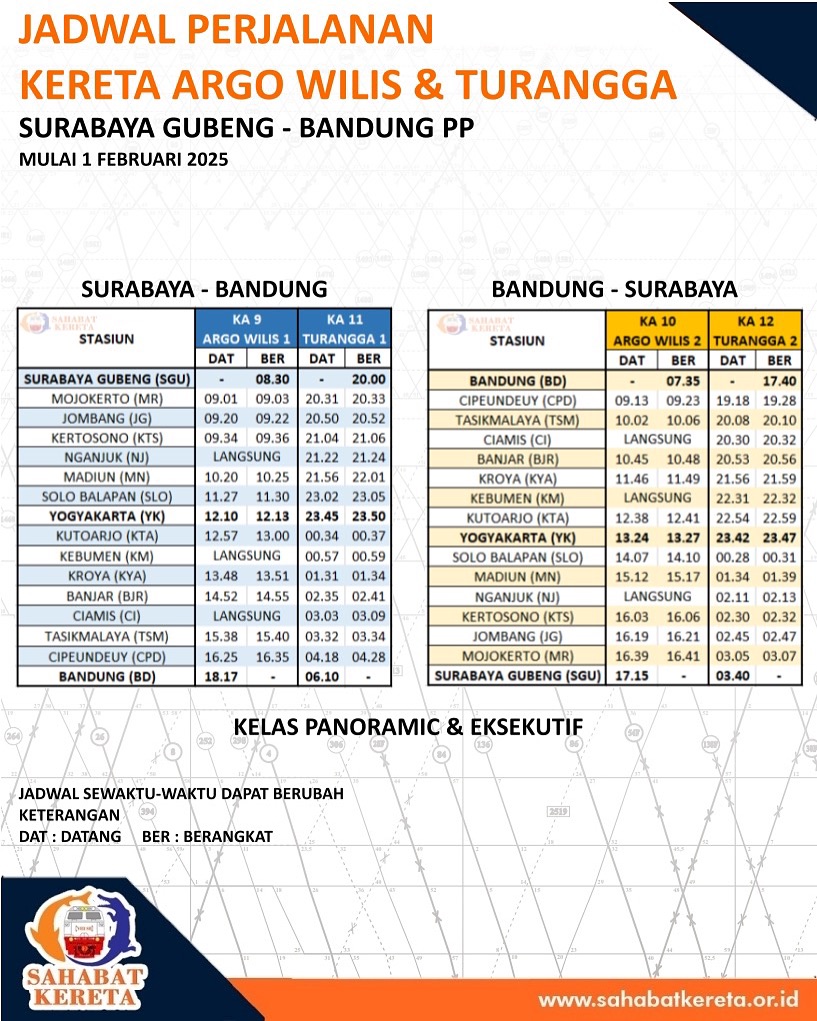 JADWAL PERJALANAN
KERETA ARGO WILIS & TURANGGA
SURABAYA GUBENG - BANDUNG PP
MULAI 1 FEBRUARI 2025
SURABAYA - BANDUNG
SAHABAT KERETA
STASIUN
KA 9 KA 11
ARGO WILIS 1 TURANGGA 1
DAT BER DAT BER
SURABAYA GUBENG (SGU) - 08.30 - 20.00
MOJOKERTO (MR) 09.01 09.03 20.31 20.33
JOMBANG (JG) 09.20 09.22 20.50 20.52
KERTOSONO (KTS) 09.34 09.36 21.04 21.06
NGANJUK (NJ) LANGSUNG 21.22 21.24
MADIUN (MN) 10.20 10.25 21.56 22.01
SOLO BALAPAN (SLO) 11.27 11.30 23.02 23.05
YOGYAKARTA (YK) 12.10 12.13 23.45 23.50
KUTOARJO (KTA) 12.57 13.00 00.34 00.37
KEBUMEN (KM) LANGSUNG 00.57 00.59
KROYA (KYA) 13.48 13.51 01.31 01.34
BANJAR (BJR) 14.52 14.55 02.35 02.41
CIAMIS (CI) LANGSUNG 03.03 03.09
TASIKMALAYA (TSM) 15.38 15.40 03.32 03.34
CIPEUNDEUY (CPD) 16.25 16.35 04.18 04.28
BANDUNG (BD) 18.17 - 06.10 -
BANDUNG - SURABAYA
SAHABAT KERETA
STASIUN
KA 10 KA 12
ARGO WILIS 2 TURANGGA 2
DAT BER DAT BER
BANDUNG (BD) - 07.35 - 17.40
CIPEUNDEUY (CPD) 09.13 09.23 19.18 19.28
TASIKMALAYA (TSM) 10.02 10.06 20.08 20.10
CIAMIS (CI) LANGSUNG 20.30 20.32
BANJAR (BJR) 10.45 10.48 20.53 20.56
KROYA (KYA) 11.46 11.49 21.56 21.59
KEBUMEN (KM) LANGSUNG 22.31 22.32
KUTOARJO (KTA) 12.38 12.41 22.54 22.59
YOGYAKARTA (YK) 13.24 13.27 23.42 23.47
SOLO BALAPAN (SLO) 14.07 14.10 00.28 00.31
MADIUN (MN) 15.12 15.17 01.34 01.39
NGANJUK (NJ) LANGSUNG 02.11 02.13
KERTOSONO (KTS) 16.03 16.06 02.30 02.32
JOMBANG (JG) 16.19 16.21 02.45 02.47
MOJOKERTO (MR) 16.39 16.41 03.05 03.07
SURABAYA GUBENG (SGU) 17.15 - 03.40 -
KELAS PANORAMIC & EKSEKUTIF
JADWAL SEWAKTU-WAKTU DAPAT BERUBAH
KETERANGAN
DAT : DATANG BER : BERANGKAT
SAHABAT
KERETA
www.sahabatkereta.or.id